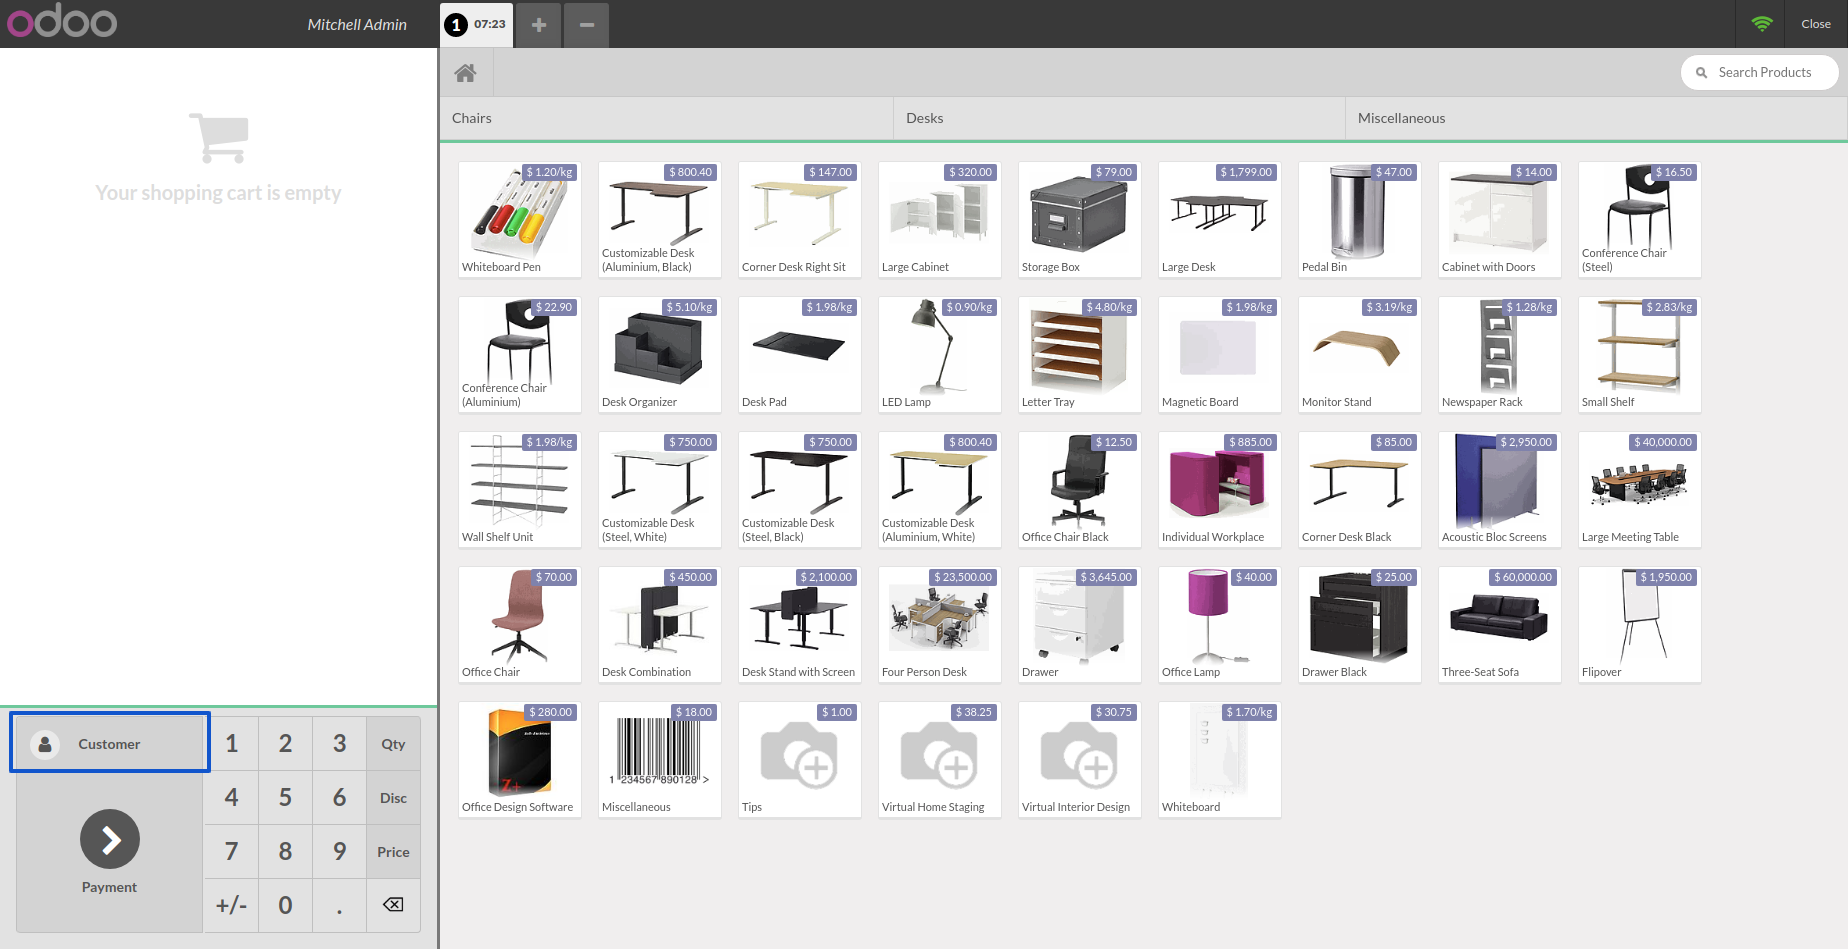 odoo
Mitchell Admin
1 07:23
+
−
Close
Search Products
Chairs
Desks
Miscellaneous
Your shopping cart is empty
$ 1.20/kg
Whiteboard Pen
$ 800.40
Customizable Desk
(Aluminium, Black)
$ 147.00
Corner Desk Right Sit
$ 320.00
Large Cabinet
$ 79.00
Storage Box
$ 1,799.00
Large Desk
$ 47.00
Pedal Bin
$ 14.00
Cabinet with Doors
$ 16.50
Conference Chair
(Steel)
$ 22.90
Conference Chair
(Aluminium)
$ 5.10/kg
Desk Organizer
$ 1.98/kg
Desk Pad
$ 0.90/kg
LED Lamp
$ 4.80/kg
Letter Tray
$ 1.98/kg
Magnetic Board
$ 3.19/kg
Monitor Stand
$ 1.28/kg
Newspaper Rack
$ 2.83/kg
Small Shelf
$ 1.98/kg
Wall Shelf Unit
$ 750.00
Customizable Desk
(Steel, White)
$ 750.00
Customizable Desk
(Steel, Black)
$ 800.40
Customizable Desk
(Aluminium, White)
$ 12.50
Office Chair Black
$ 885.00
Individual Workplace
$ 85.00
Corner Desk Black
$ 2,950.00
Acoustic Bloc Screens
$ 40,000.00
Large Meeting Table
$ 70.00
Office Chair
$ 450.00
Desk Combination
$ 2,100.00
Desk Stand with Screen
$ 23,500.00
Four Person Desk
$ 3,645.00
Drawer
$ 40.00
Office Lamp
$ 25.00
Drawer Black
$ 60,000.00
Three-Seat Sofa
$ 1,950.00
Flipover
$ 280.00
Z+
Office Design Software
$ 18.00
1 234567 890128 >
Miscellaneous
$ 1.00
Tips
$ 38.25
Virtual Home Staging
$ 30.75
Virtual Interior Design
$ 1.70/kg
Whiteboard
Customer
Payment
1 2 3 Qty
4 5 6 Disc
7 8 9 Price
+/- 0 .